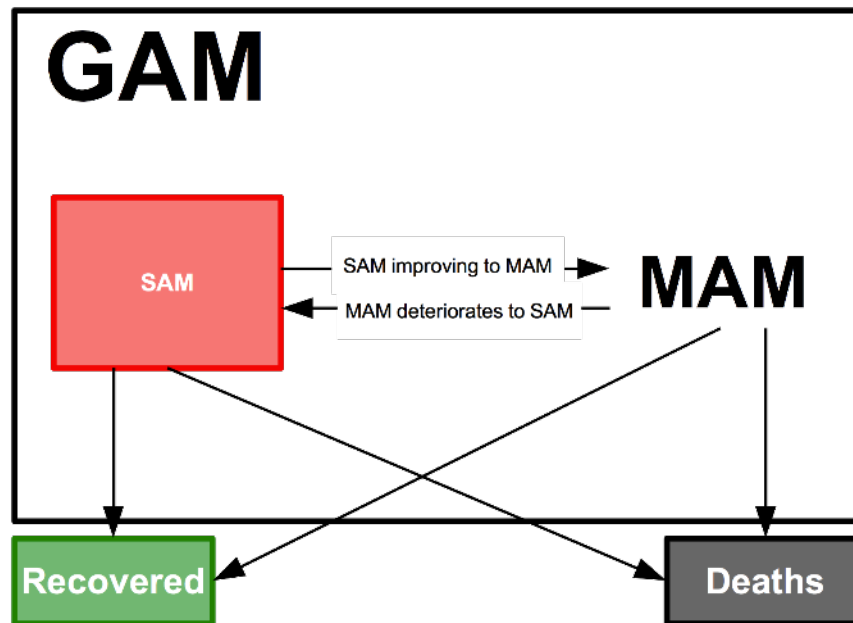 GAM
SAM
SAM improving to MAM
MAM deteriorates to SAM
MAM
Recovered
Deaths